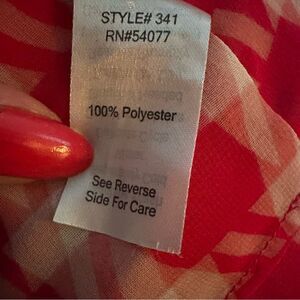 STYLE# 341
RN#54077
100% Polyester
See Reverse
Side For Care